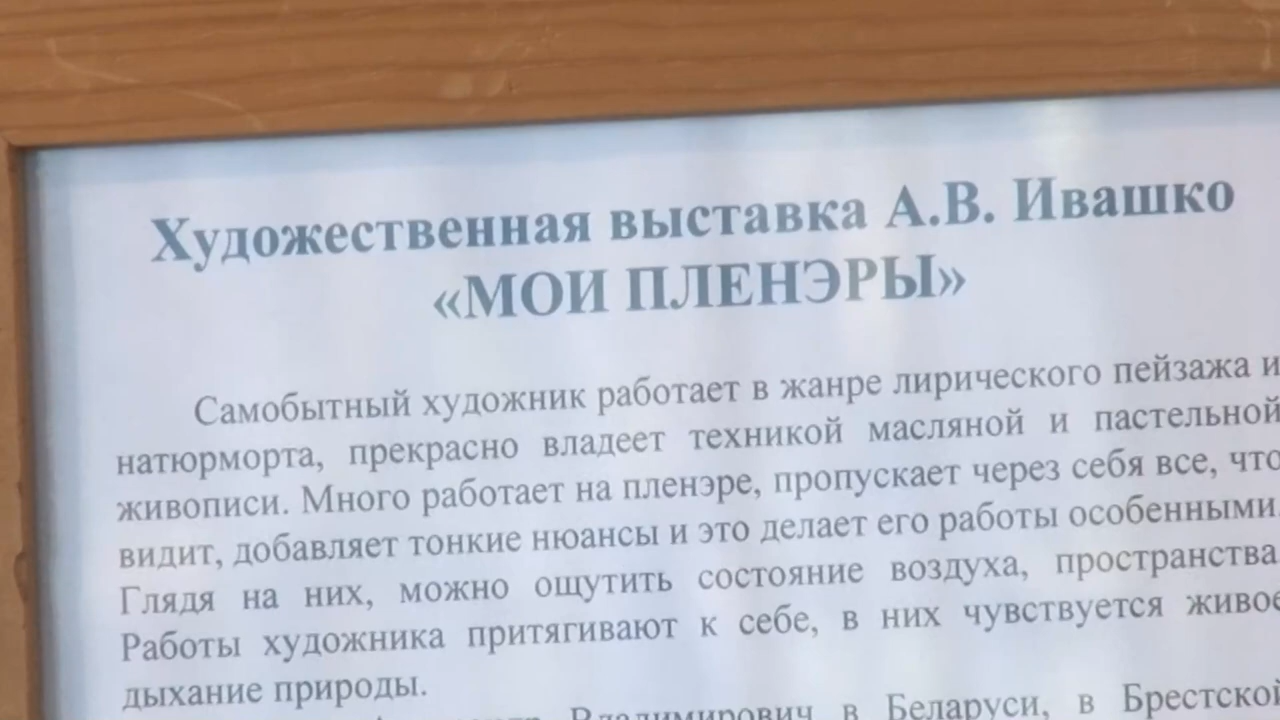 Художественная выставка А.В. Ивашко
«МОИ ПЛЕНЭРЫ»
Самобытный художник работает в жанре лирического пейзажа и
натюрморта, прекрасно владеет техникой масляной и пастельной
живописи. Много работает на пленэре, пропускает через себя все, что
видит, добавляет тонкие нюансы и это делает его работы особенными.
Глядя на них, можно ощутить состояние воздуха, пространства.
Работы художника притягивают к себе, в них чувствуется живое
дыхание природы.
Владимирович в Беларуси, в Брестской